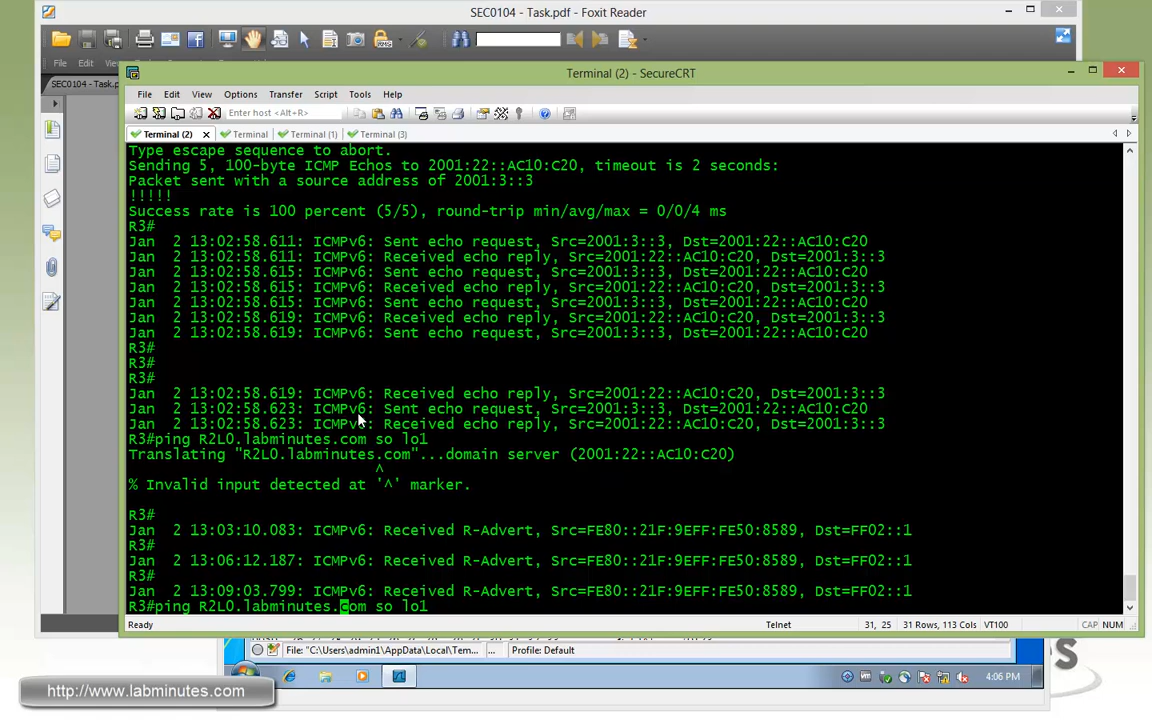 SEC0104 - Task.pdf - Foxit Reader
File Edit
SEC0104 - Task.p
Terminal (2) - SecureCRT
File Edit View Options Transfer Script Tools Help
Enter host <Alt+R>
Terminal (2) Terminal Terminal (1) Terminal (3)
Type escape sequence to abort.
Sending 5, 100-byte ICMP Echos to 2001:22::AC10:C20, timeout is 2 seconds:
Packet sent with a source address of 2001:3::3
!!!!!
Success rate is 100 percent (5/5), round-trip min/avg/max = 0/0/4 ms
R3#
Jan  2 13:02:58.611: ICMPv6: Sent echo request, Src=2001:3::3, Dst=2001:22::AC10:C20
Jan  2 13:02:58.611: ICMPv6: Received echo reply, Src=2001:22::AC10:C20, Dst=2001:3::3
Jan  2 13:02:58.615: ICMPv6: Sent echo request, Src=2001:3::3, Dst=2001:22::AC10:C20
Jan  2 13:02:58.615: ICMPv6: Received echo reply, Src=2001:22::AC10:C20, Dst=2001:3::3
Jan  2 13:02:58.615: ICMPv6: Sent echo request, Src=2001:3::3, Dst=2001:22::AC10:C20
Jan  2 13:02:58.619: ICMPv6: Received echo reply, Src=2001:22::AC10:C20, Dst=2001:3::3
Jan  2 13:02:58.619: ICMPv6: Sent echo request, Src=2001:3::3, Dst=2001:22::AC10:C20
R3#
R3#
R3#
Jan  2 13:02:58.619: ICMPv6: Received echo reply, Src=2001:22::AC10:C20, Dst=2001:3::3
Jan  2 13:02:58.623: ICMPv6: Sent echo request, Src=2001:3::3, Dst=2001:22::AC10:C20
Jan  2 13:02:58.623: ICMPv6: Received echo reply, Src=2001:22::AC10:C20, Dst=2001:3::3
R3#ping R2L0.labminutes.com so lo1
Translating "R2L0.labminutes.com"...domain server (2001:22::AC10:C20)
^
% Invalid input detected at '^' marker.
R3#
Jan  2 13:03:10.083: ICMPv6: Received R-Advert, Src=FE80::21F:9EFF:FE50:8589, Dst=FF02::1
R3#
Jan  2 13:06:12.187: ICMPv6: Received R-Advert, Src=FE80::21F:9EFF:FE50:8589, Dst=FF02::1
R3#
Jan  2 13:09:03.799: ICMPv6: Received R-Advert, Src=FE80::21F:9EFF:FE50:8589, Dst=FF02::1
R3#ping R2L0.labminutes.com so lo1
Ready Telnet 31, 25 31 Rows, 113 Cols VT100 CAP NUM
File: "C:\Users\admin1\AppData\Local\Tem... ... Profile: Default
4:06 PM
http://www.labminutes.com